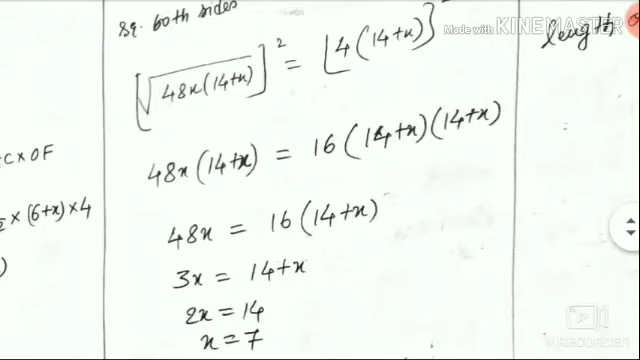 sq. both sides
[√48x(14+x)]² = [4(14+x)]²
48x(14+x) = 16(14+x)(14+x)
48x = 16(14+x)
3x = 14+x
2x = 14
x = 7
C X OF
× (6+x) × 4
)
length
Made with KINEMASTER